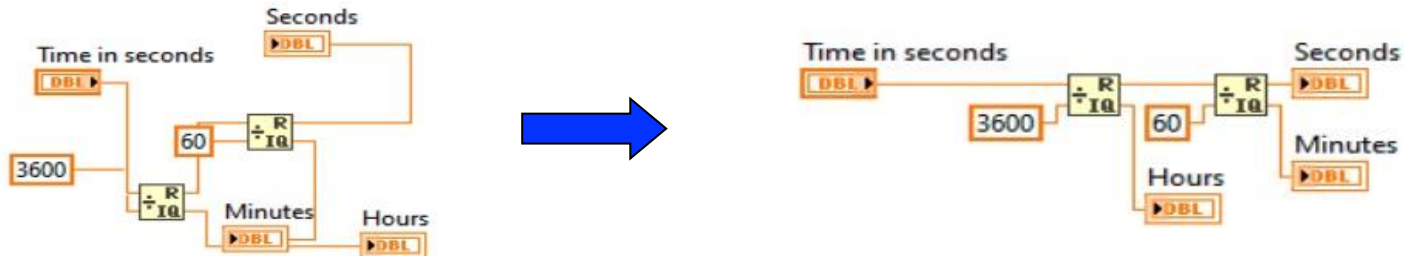 Seconds
DBL
Time in seconds
DBL
60
÷ R
IQ
3600
÷ R
IQ
Minutes
DBL
Hours
DBL
Time in seconds
DBL
3600
÷ R
IQ
60
÷ R
IQ
Seconds
DBL
Minutes
DBL
Hours
DBL